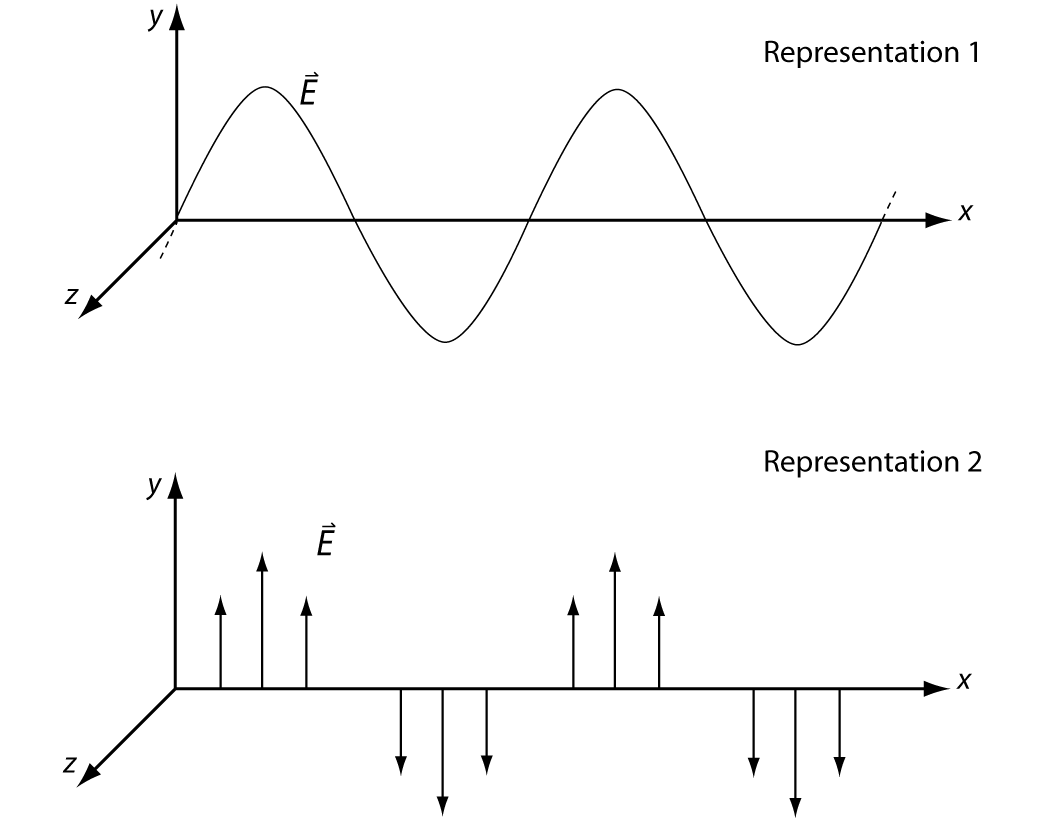 y
Representation 1
E⃗
x
z
Representation 2
y
E⃗
x
z